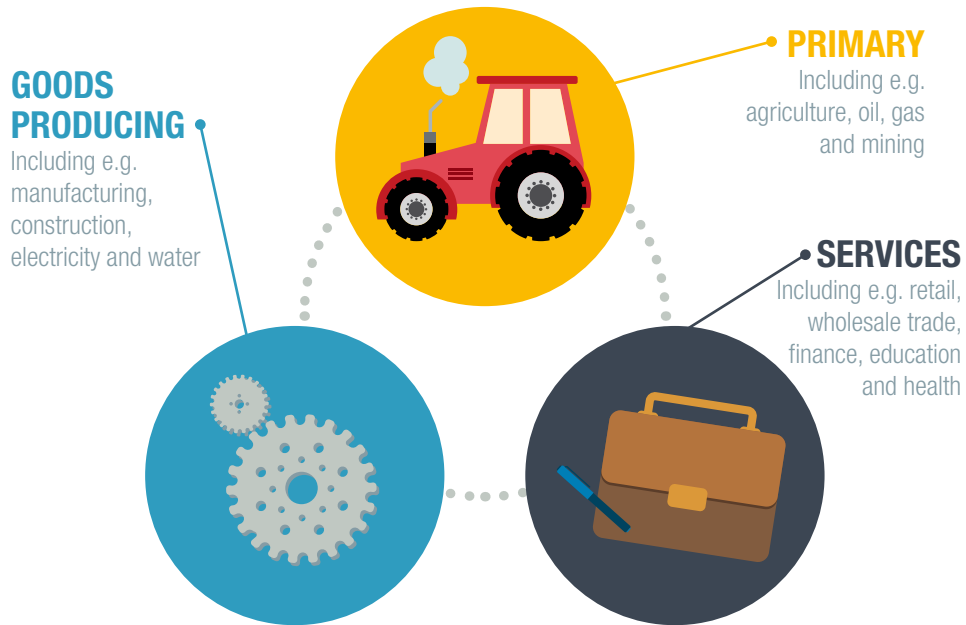 GOODS
PRODUCING
Including e.g.
manufacturing,
construction,
electricity and water
PRIMARY
Including e.g.
agriculture, oil, gas
and mining
SERVICES
Including e.g. retail,
wholesale trade,
finance, education
and health